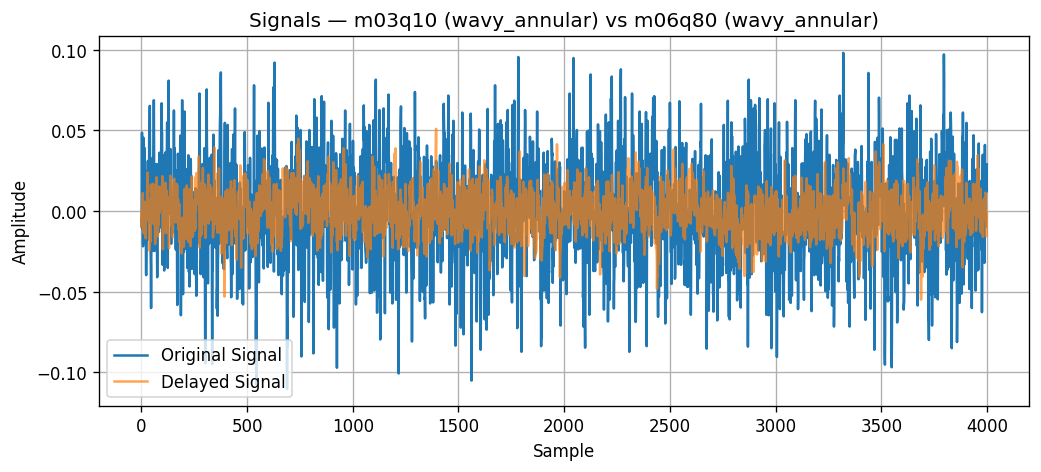 Signals — m03q10 (wavy_annular) vs m06q80 (wavy_annular)
0.10
0.05
0.00
−0.05
−0.10
Amplitude
Original Signal
Delayed Signal
0 500 1000 1500 2000 2500 3000 3500 4000
Sample